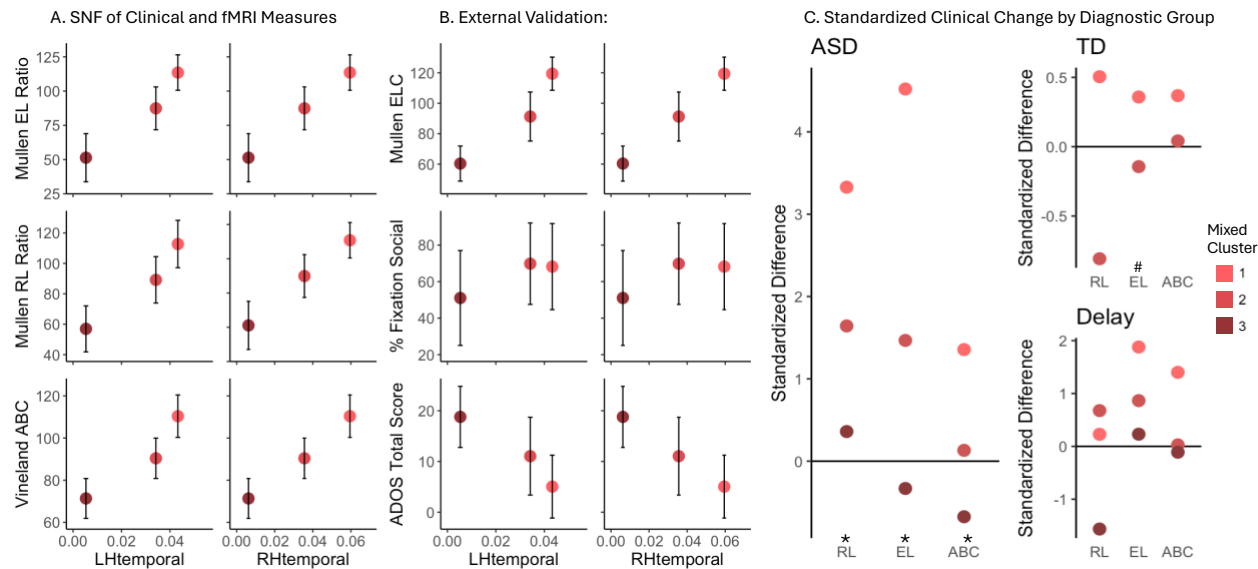 A. SNF of Clinical and fMRI Measures
Mullen EL Ratio
125
100
75
50
25
Mullen RL Ratio
120
100
80
60
40
Vineland ABC
120
100
80
60
0.00 0.02 0.04
LHtemporal
0.00 0.02 0.04 0.06
RHtemporal
B. External Validation:
Mullen ELC
120
100
80
60
% Fixation Social
80
60
40
20
ADOS Total Score
20
10
0
0.00 0.02 0.04
LHtemporal
0.00 0.02 0.04 0.06
RHtemporal
C. Standardized Clinical Change by Diagnostic Group
ASD
Standardized Difference
4
3
2
1
0
* * *
RL EL ABC
TD
Standardized Difference
0.5
0.0
-0.5
#
RL EL ABC
Delay
Standardized Difference
2
1
0
-1
RL EL ABC
Mixed
Cluster
1
2
3